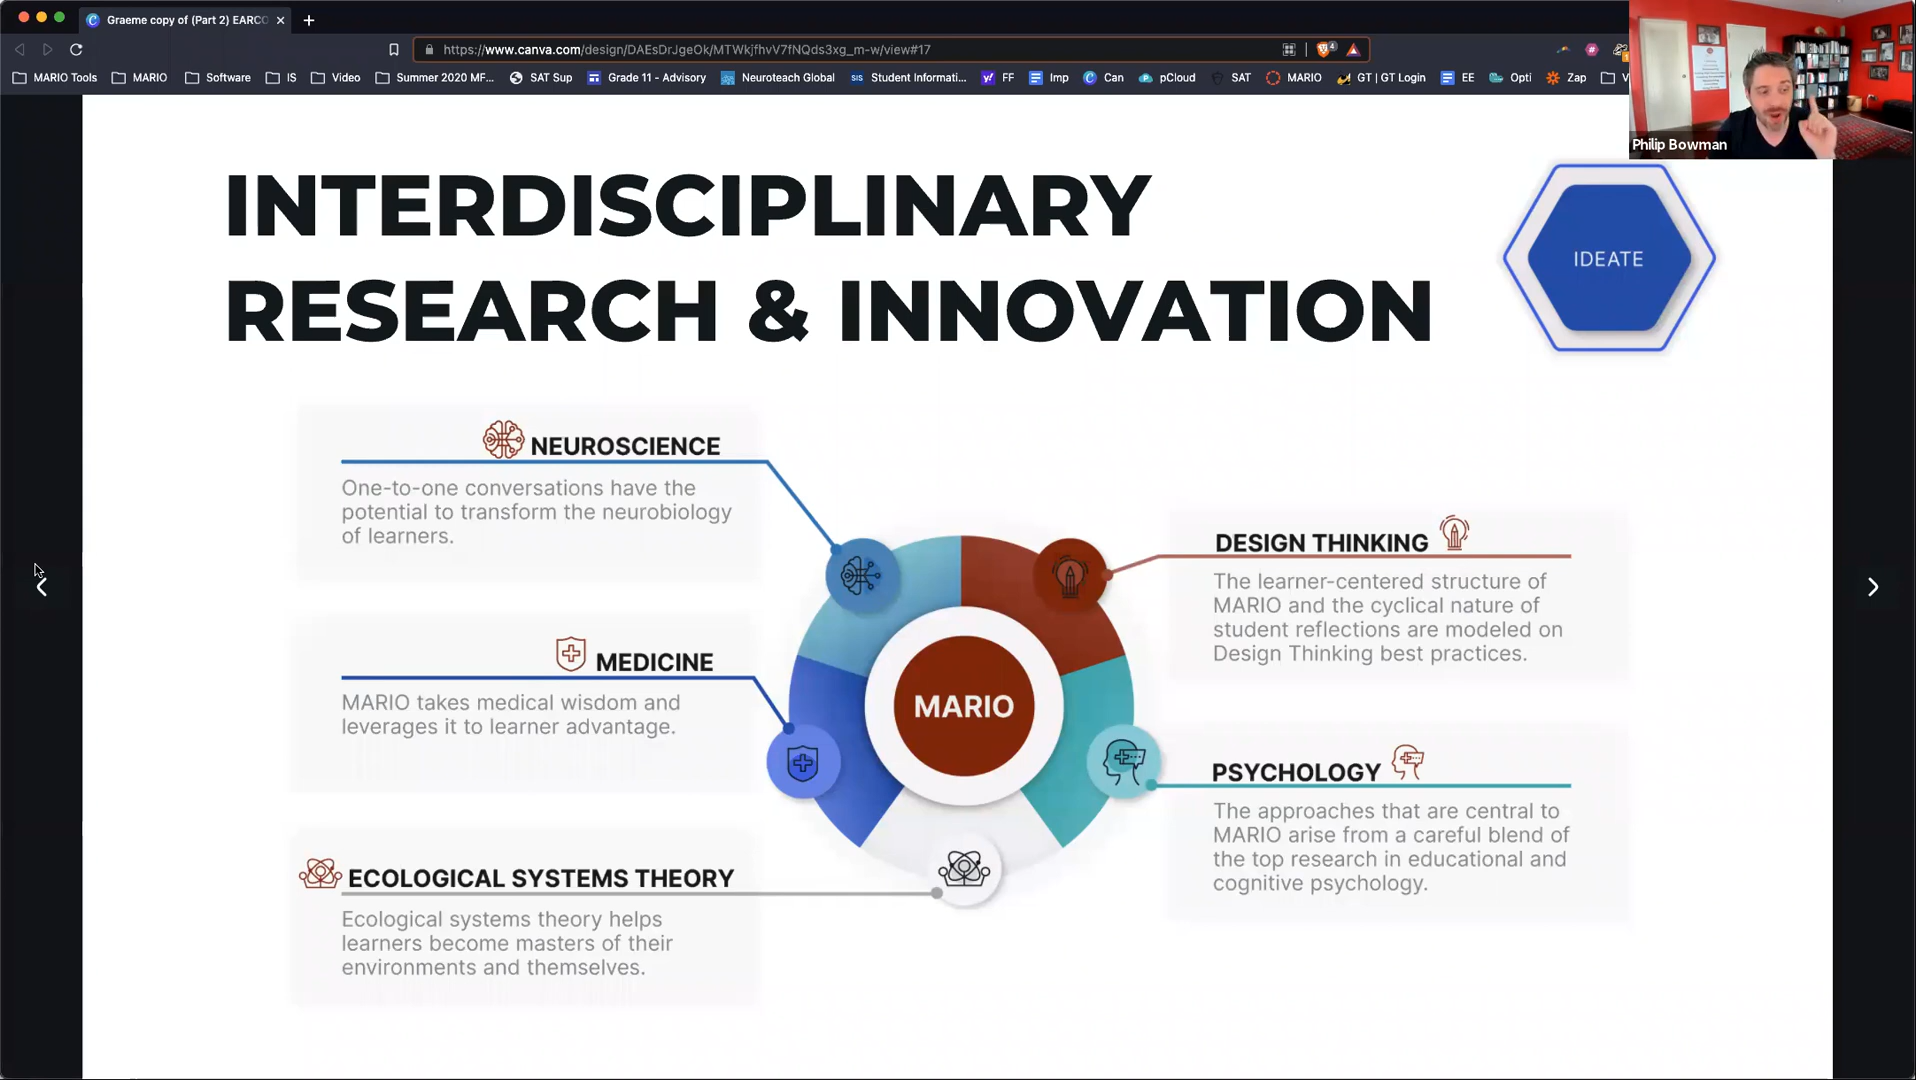 Graeme copy of (Part 2) EARCO
https://www.canva.com/design/DAEsDrJgeOk/MTWkjfhvV7fNQds3xg_m-w/view#17
4
MARIO Tools
MARIO
Software
IS
Video
Summer 2020 MF...
SAT Sup
Grade 11 - Advisory
Neuroteach Global
SIS
Student Informati...
FF
Imp
Can
pCloud
SAT
MARIO
GT | GT Login
EE
Opti
Zap
Philip Bowman
INTERDISCIPLINARY
RESEARCH & INNOVATION
IDEATE
NEUROSCIENCE
One-to-one conversations have the
potential to transform the neurobiology
of learners.
MEDICINE
MARIO takes medical wisdom and
leverages it to learner advantage.
ECOLOGICAL SYSTEMS THEORY
Ecological systems theory helps
learners become masters of their
environments and themselves.
MARIO
DESIGN THINKING
The learner-centered structure of
MARIO and the cyclical nature of
student reflections are modeled on
Design Thinking best practices.
PSYCHOLOGY
The approaches that are central to
MARIO arise from a careful blend of
the top research in educational and
cognitive psychology.